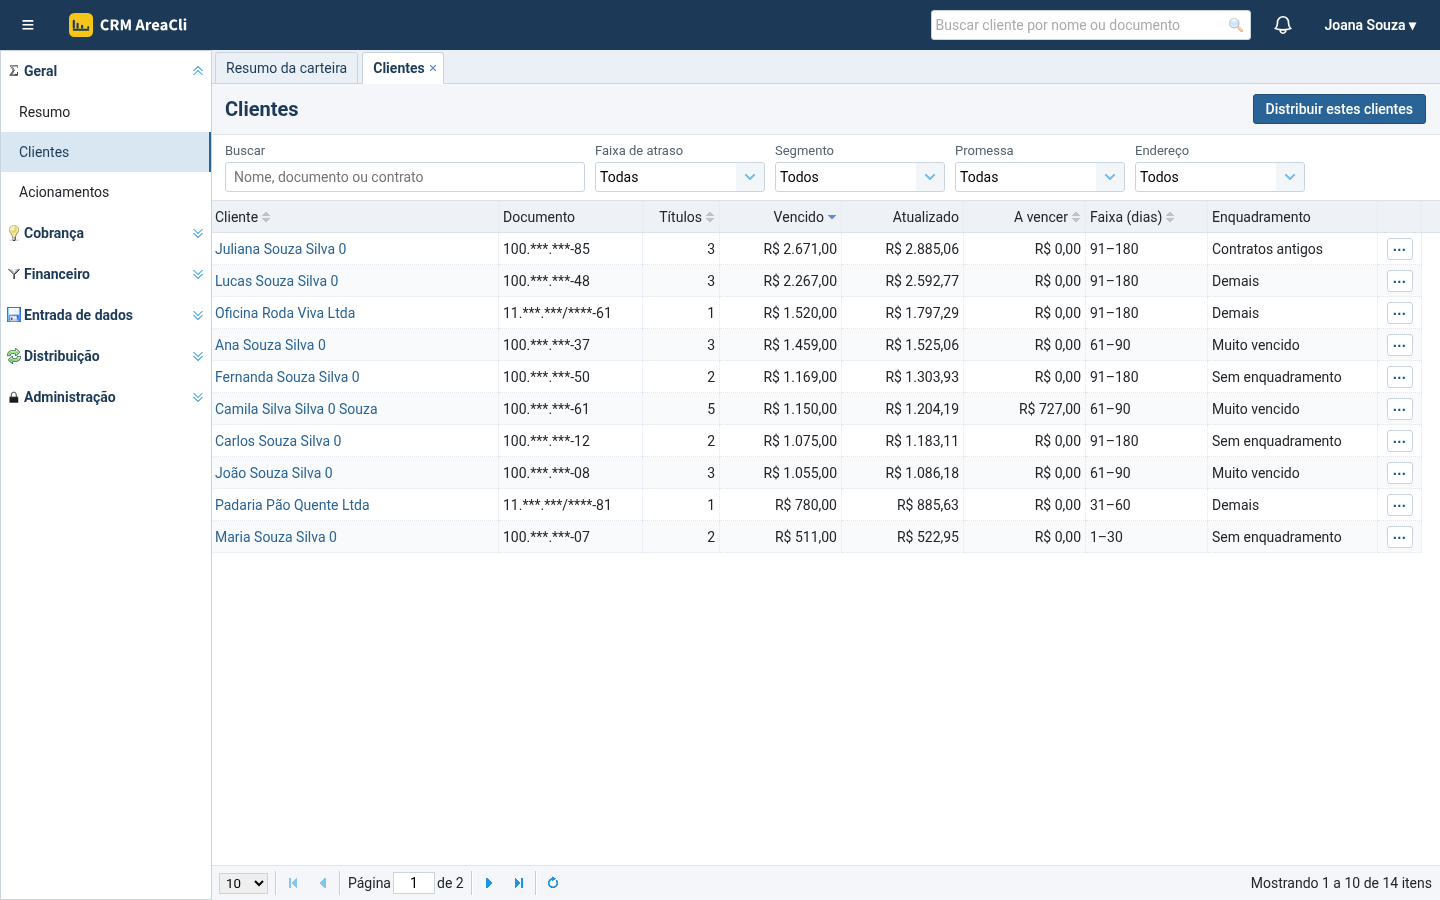 CRM AreaCli
Buscar cliente por nome ou documento
Joana Souza ▾
Geral
Resumo
Clientes
Acionamentos
Cobrança
Financeiro
Entrada de dados
Distribuição
Administração
Resumo da carteira
Clientes ×
Clientes
Distribuir estes clientes
Buscar Faixa de atraso Segmento Promessa Endereço
Nome, documento ou contrato Todas Todos Todas Todos
Cliente Documento Títulos Vencido Atualizado A vencer Faixa (dias) Enquadramento
Juliana Souza Silva 0 100.***.***-85 3 R$ 2.671,00 R$ 2.885,06 R$ 0,00 91–180 Contratos antigos ...
Lucas Souza Silva 0 100.***.***-48 3 R$ 2.267,00 R$ 2.592,77 R$ 0,00 91–180 Demais ...
Oficina Roda Viva Ltda 11.***.***/****-61 1 R$ 1.520,00 R$ 1.797,29 R$ 0,00 91–180 Demais ...
Ana Souza Silva 0 100.***.***-37 3 R$ 1.459,00 R$ 1.525,06 R$ 0,00 61–90 Muito vencido ...
Fernanda Souza Silva 0 100.***.***-50 2 R$ 1.169,00 R$ 1.303,93 R$ 0,00 91–180 Sem enquadramento ...
Camila Silva Silva 0 Souza 100.***.***-61 5 R$ 1.150,00 R$ 1.204,19 R$ 727,00 61–90 Muito vencido ...
Carlos Souza Silva 0 100.***.***-12 2 R$ 1.075,00 R$ 1.183,11 R$ 0,00 91–180 Sem enquadramento ...
João Souza Silva 0 100.***.***-08 3 R$ 1.055,00 R$ 1.086,18 R$ 0,00 61–90 Muito vencido ...
Padaria Pão Quente Ltda 11.***.***/****-81 1 R$ 780,00 R$ 885,63 R$ 0,00 31–60 Demais ...
Maria Souza Silva 0 100.***.***-07 2 R$ 511,00 R$ 522,95 R$ 0,00 1–30 Sem enquadramento ...
10 Página 1 de 2 Mostrando 1 a 10 de 14 itens